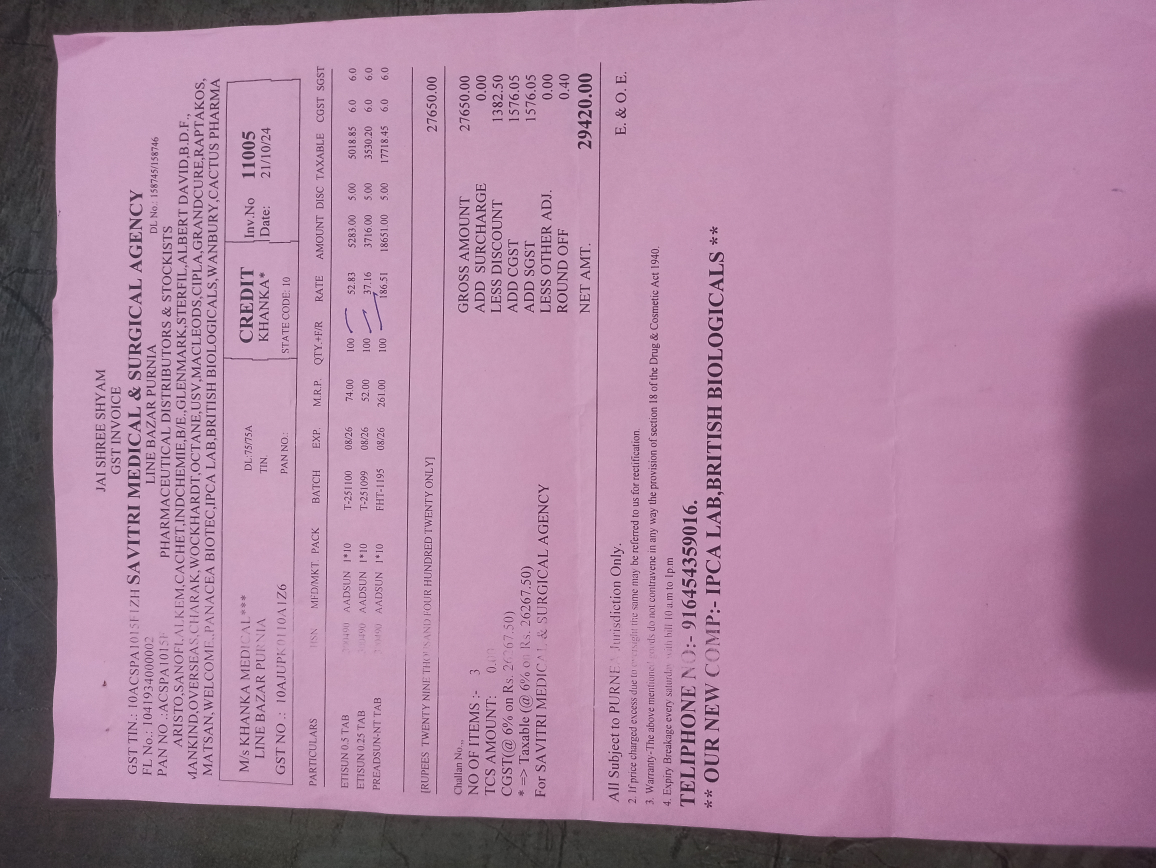 JAI SHREE SHYAM
GST INVOICE
GST TIN.: 10ACSPA1015F1ZH SAVITRI MEDICAL & SURGICAL AGENCY
FL No.: 10419340000002 LINE BAZAR PURNIA DL No.: 158745/158746
PAN NO .:ACSPA1015F PHARMACEUTICAL DISTRIBUTORS & STOCKISTS
ARISTO,SANOFI,ALKEM,CACHET,INDCHEMIE,B/E.,GLENMARK,STERFIL,ALBERT DAVID,B.D.F.,
MANKIND,OVERSEAS,CHARAK,WOCKHARDT,OCTANE,USV,MACLEODS,CIPLA,GRANDCURE,RAPTAKOS,
MATSAN,WELCOME.,PANACEA BIOTEC,IPCA LAB,BRITISH BIOLOGICALS,WANBURY,CACTUS PHARMA
M/s KHANKA MEDICAL*** DL:75/75A CREDIT Inv.No 11005
LINE BAZAR PURNIA TIN. KHANKA* Date: 21/10/24
GST NO .: 10AJUPK0110A1Z6 PAN NO.: STATE CODE: 10
PARTICULARS HSN MFD/MKT. PACK BATCH EXP. M.R.P. QTY.+F/R RATE AMOUNT DISC TAXABLE CGST SGST
ETISUN 0.5 TAB AADSUN 1*10 T-251100 08/26 74.00 100 52.83 5283.00 5.00 5018.85 6.0 6.0
ETISUN 0.25 TAB AADSUN 1*10 T-251099 08/26 52.00 100 37.16 3716.00 5.00 3530.20 6.0 6.0
PREADSUN-NT TAB AADSUN 1*10 FHT-1195 08/26 261.00 100 186.51 18651.00 5.00 17718.45 6.0 6.0
[RUPEES TWENTY NINE THOUSAND FOUR HUNDRED TWENTY ONLY] 27650.00
Challan No.,,
NO OF ITEMS :- 3 GROSS AMOUNT 27650.00
TCS AMOUNT: ADD SURCHARGE 0.00
CGST(@ 6% on Rs. 26267.50) LESS DISCOUNT 1382.50
* => Taxable (@ 6% on Rs. 26267.50) ADD CGST 1576.05
For SAVITRI MEDICAL & SURGICAL AGENCY ADD SGST 1576.05
LESS OTHER ADJ. 0.00
ROUND OFF 0.40
NET AMT. 29420.00
All Subject to PURNEA Jurisdiction Only. E. & O. E.
2. If price charged excess due to oversight the same may be referred to us for rectification.
3. Warranty-The above mentioned goods do not contravene in any way the provision of section 18 of the Drug & Cosmetic Act 1940.
4. Expiry Breakage every saturday with bill 10 a.m to 1p.m
TELIPHONE NO:- 916454359016.
** OUR NEW COMP:- IPCA LAB,BRITISH BIOLOGICALS **